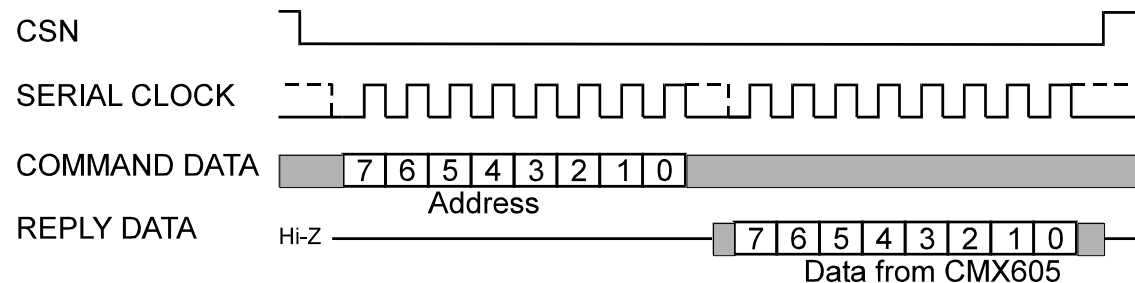 CSN
SERIAL CLOCK
COMMAND DATA 7 6 5 4 3 2 1 0
Address
REPLY DATA Hi-Z 7 6 5 4 3 2 1 0
Data from CMX605